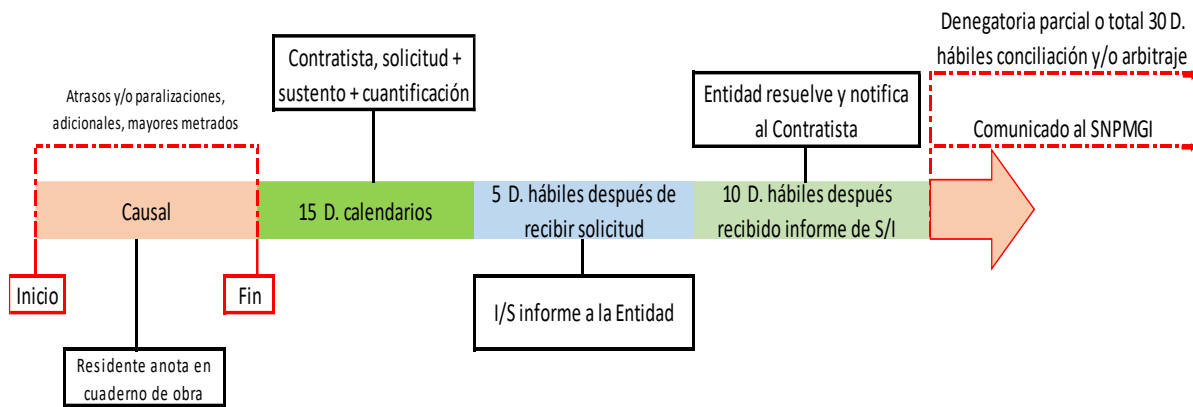 Denegatoria parcial o total 30 D.
hábiles conciliación y/o arbitraje
Contratista, solicitud +
sustento + cuantificación
Atrasos y/o paralizaciones,
adicionales, mayores metrados
Entidad resuelve y notifica
al Contratista
Comunicado al SNPMGI
Causal
15 D. calendarios
5 D. hábiles después de
recibir solicitud
10 D. hábiles después
recibido informe de S/I
Inicio
Fin
I/S informe a la Entidad
Residente anota en
cuaderno de obra